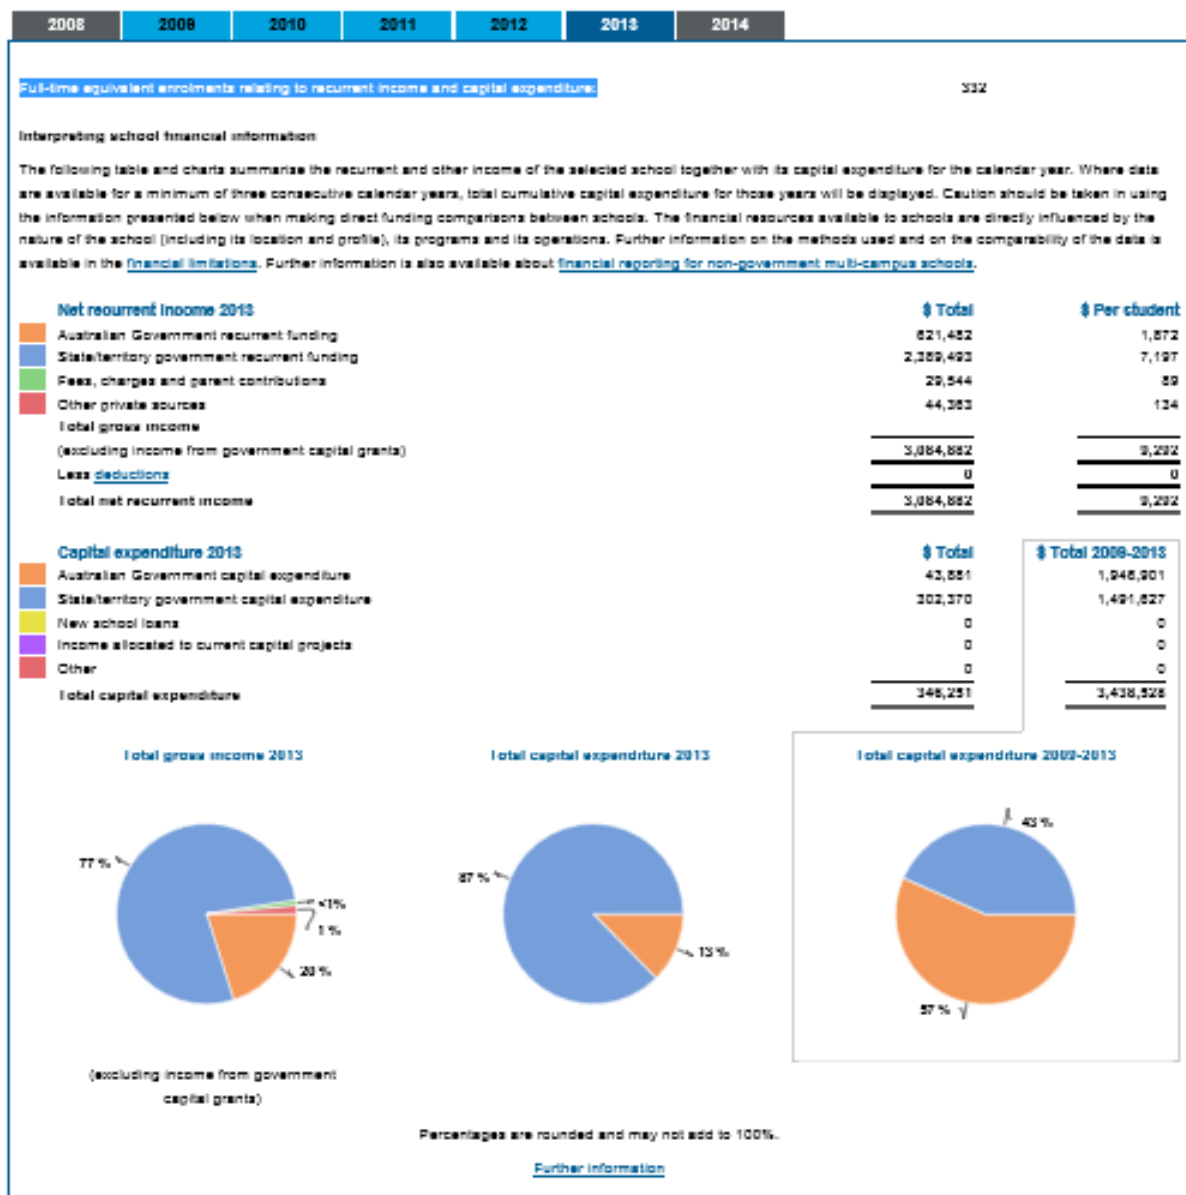 2008 2009 2010 2011 2012 2013 2014
Full-time equivalent enrolments relating to recurrent income and capital expenditure: 332
Interpreting school financial information
The following table and charts summarise the recurrent and other income of the selected school together with its capital expenditure for the calendar year. Where data
are available for a minimum of three consecutive calendar years, total cumulative capital expenditure for those years will be displayed. Caution should be taken in using
the information presented below when making direct funding comparisons between schools. The financial resources available to schools are directly influenced by the
nature of the school (including its location and profile), its programs and its operations. Further information on the methods used and on the comparability of the data is
available in the financial limitations. Further information is also available about financial reporting for non-government multi-campus schools.
Net recurrent income 2013 $ Total $ Per student
Australian Government recurrent funding 621,482 1,872
State/territory government recurrent funding 2,389,493 7,197
Fees, charges and parent contributions 29,544 89
Other private sources 44,363 134
Total gross income
(excluding income from government capital grants) 3,084,882 9,292
Less deductions 0 0
Total net recurrent income 3,084,882 9,292
Capital expenditure 2013 $ Total $ Total 2009-2013
Australian Government capital expenditure 43,881 1,946,901
State/territory government capital expenditure 302,370 1,491,627
New school loans 0 0
Income allocated to current capital projects 0 0
Other 0 0
Total capital expenditure 346,251 3,438,528
Total gross income 2013 Total capital expenditure 2013 Total capital expenditure 2009-2013
77 % <1% 1 % 20 %
87 % 13 %
43 % 57 %
(excluding income from government
capital grants)
Percentages are rounded and may not add to 100%.
Further information